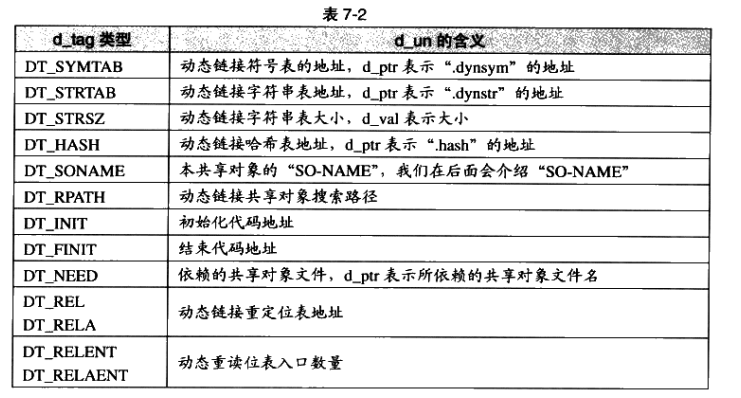 表 7-2
d_tag 类型 d_un 的含义
DT_SYMTAB 动态链接符号表的地址，d_ptr 表示 “.dynsym” 的地址
DT_STRTAB 动态链接字符串表地址，d_ptr 表示 “.dynstr” 的地址
DT_STRSZ 动态链接字符串表大小，d_val 表示大小
DT_HASH 动态链接哈希表地址，d_ptr 表示 “.hash” 的地址
DT_SONAME 本共享对象的 “SO-NAME”，我们在后面会介绍 “SO-NAME”
DT_RPATH 动态链接共享对象搜索路径
DT_INIT 初始化代码地址
DT_FINIT 结束代码地址
DT_NEED 依赖的共享对象文件，d_ptr 表示所依赖的共享对象文件名
DT_REL
DT_RELA
动态链接重定位表地址
DT_RELENT
DT_RELAENT
动态重读位表入口数量